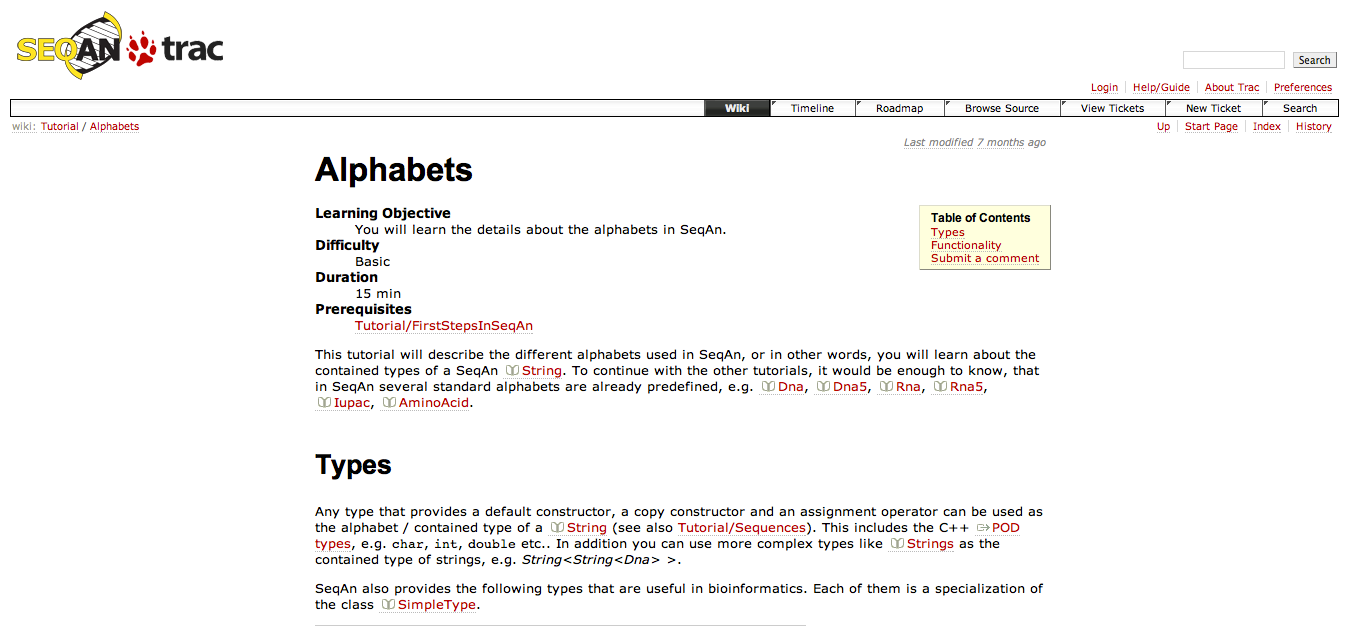 SEQAN trac
Search
Login Help/Guide About Trac Preferences
Wiki Timeline Roadmap Browse Source View Tickets New Ticket Search
wiki: Tutorial / Alphabets
Up Start Page Index History
Last modified 7 months ago
Alphabets
Learning Objective
You will learn the details about the alphabets in SeqAn.
Difficulty
Basic
Duration
15 min
Prerequisites
Tutorial/FirstStepsInSeqAn
Table of Contents
Types
Functionality
Submit a comment
This tutorial will describe the different alphabets used in SeqAn, or in other words, you will learn about the
contained types of a SeqAn String. To continue with the other tutorials, it would be enough to know, that
in SeqAn several standard alphabets are already predefined, e.g. Dna, Dna5, Rna, Rna5,
Iupac, AminoAcid.
Types
Any type that provides a default constructor, a copy constructor and an assignment operator can be used as
the alphabet / contained type of a String (see also Tutorial/Sequences). This includes the C++ POD
types, e.g. char, int, double etc.. In addition you can use more complex types like Strings as the
contained type of strings, e.g. String<String<Dna> >.
SeqAn also provides the following types that are useful in bioinformatics. Each of them is a specialization of
the class SimpleType.